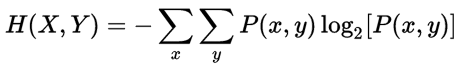 H(X, Y) = −∑_x ∑_y P(x, y) log₂[P(x, y)]